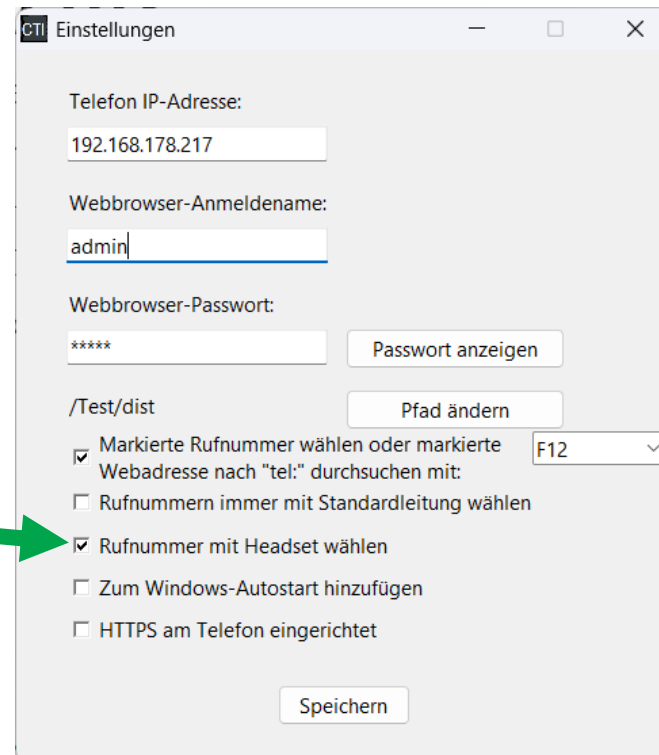 CTI Einstellungen
Telefon IP-Adresse:
192.168.178.217
Webbrowser-Anmeldename:
admin
Webbrowser-Passwort:
***** Passwort anzeigen
/Test/dist Pfad ändern
Markierte Rufnummer wählen oder markierte F12
Webadresse nach "tel:" durchsuchen mit:
Rufnummern immer mit Standardleitung wählen
Rufnummer mit Headset wählen
Zum Windows-Autostart hinzufügen
HTTPS am Telefon eingerichtet
Speichern